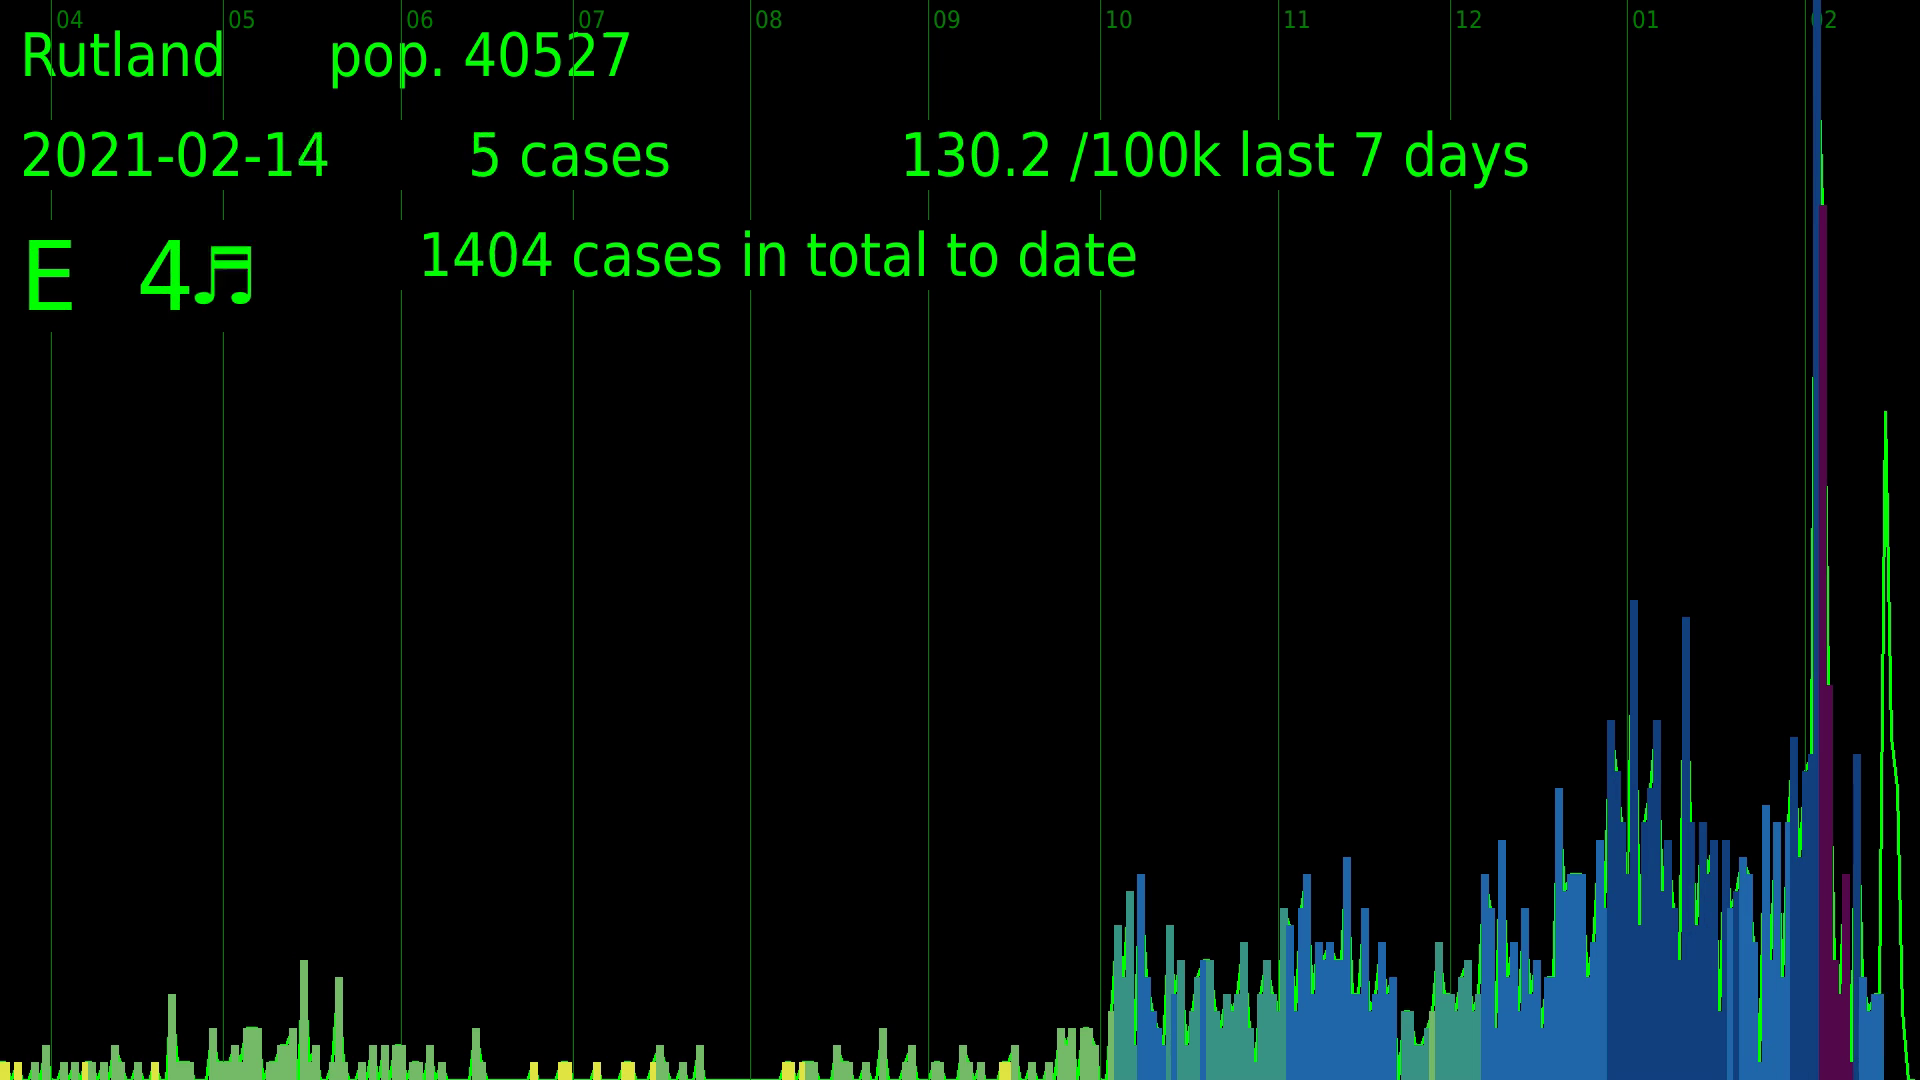 04 05 06 07 08 09 10 11 12 01 02
Rutland pop. 40527
2021-02-14 5 cases 130.2 /100k last 7 days
E 4♬ 1404 cases in total to date